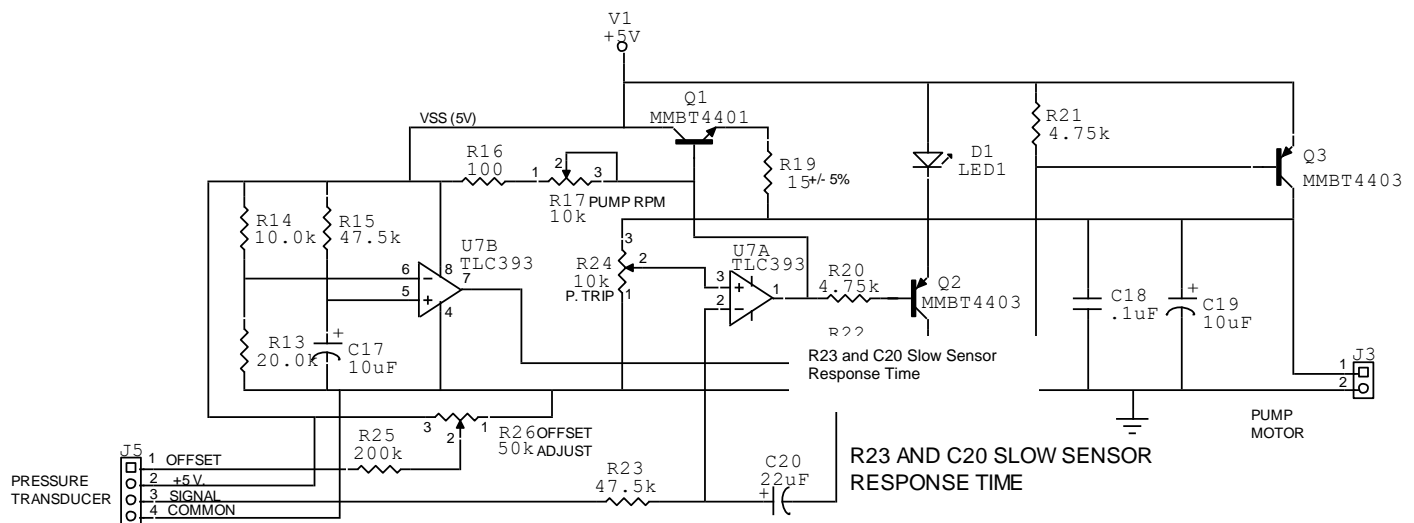 V1
+5V
Q1
MMBT4401
VSS (5V)
R16
100
1
2
3
R17
10k
PUMP RPM
R19
15
+/- 5%
D1
LED1
R21
4.75k
Q3
MMBT4403
R14
10.0k
R15
47.5k
U7B
TLC393
6
5
8
7
4
3
R24
10k
P. TRIP
2
1
U7A
TLC393
3
2
1
R20
4.75k
Q2
MMBT4403
R22
C18
.1uF
C19
10uF
R13
20.0k
C17
10uF
R23 and C20 Slow Sensor
Response Time
J3
1
2
PUMP
MOTOR
3
2
1
R26
50k
OFFSET
ADJUST
R25
200k
J5
1
OFFSET
2
+5 V.
3
SIGNAL
4
COMMON
PRESSURE
TRANSDUCER
R23
47.5k
C20
22uF
R23 AND C20 SLOW SENSOR
RESPONSE TIME